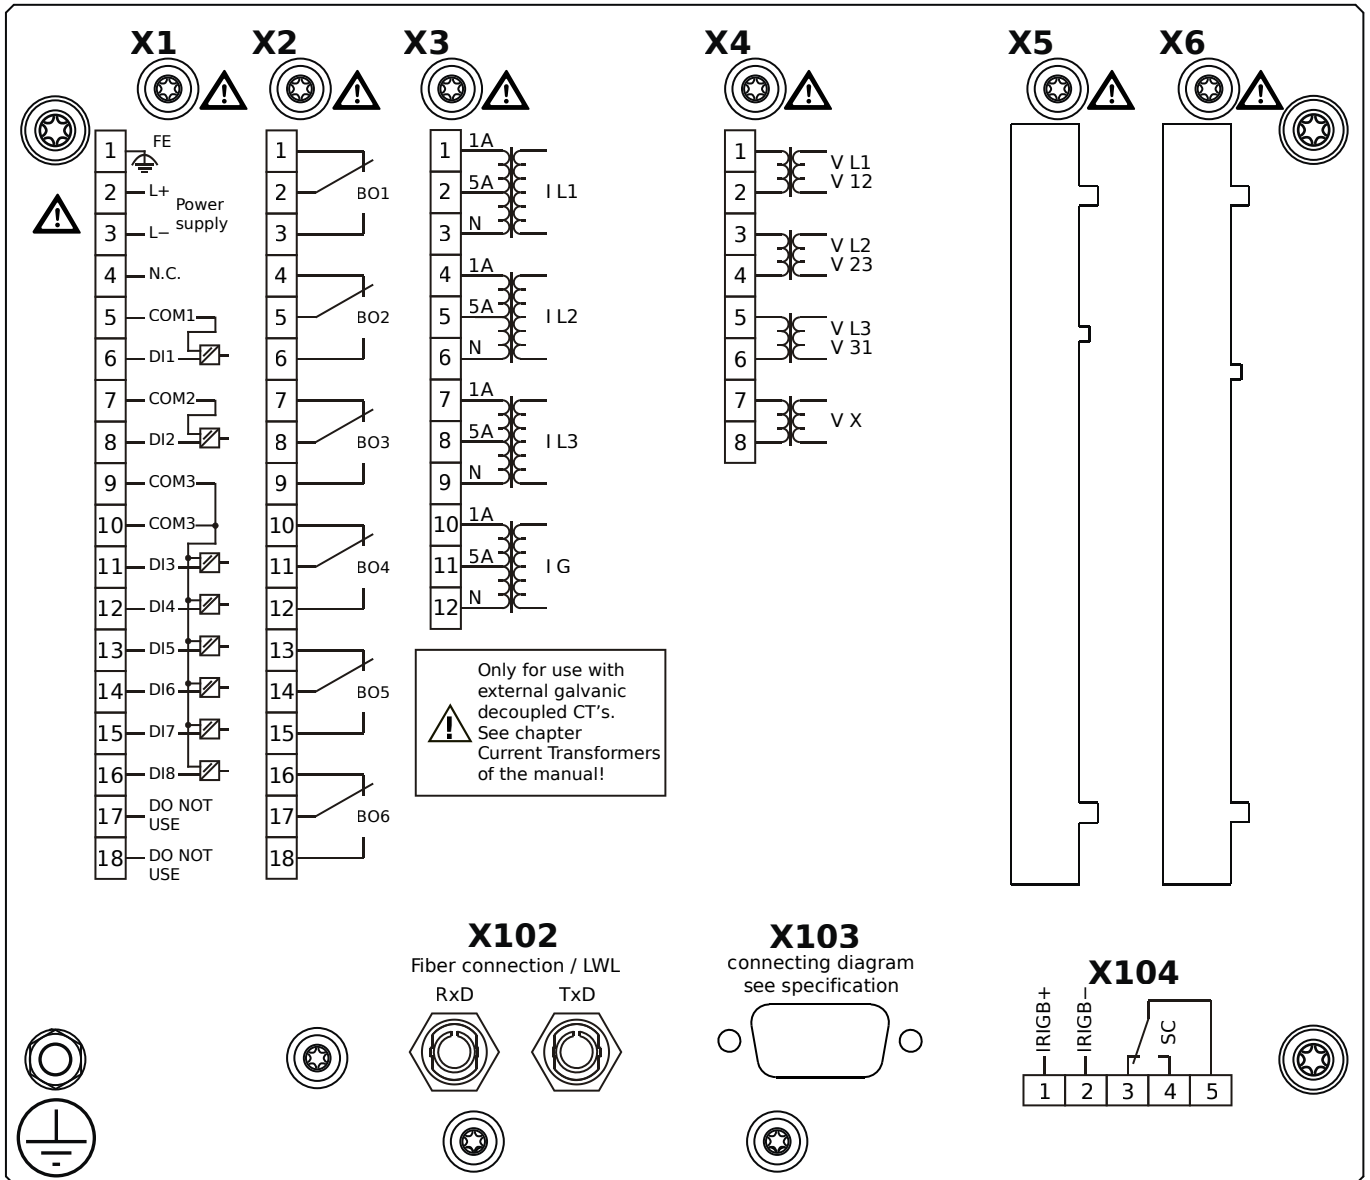 X1
X2
X3
X4
X5
X6
1
FE
2
L+
Power
supply
3
L−
4
N.C.
5
COM1
6
DI1
7
COM2
8
DI2
9
COM3
10
COM3
11
DI3
12
DI4
13
DI5
14
DI6
15
DI7
16
DI8
17
DO NOT
USE
18
DO NOT
USE
1
2
BO1
3
4
5
BO2
6
7
8
BO3
9
10
11
BO4
12
13
14
BO5
15
16
17
BO6
18
1
1A
2
5A
I L1
3
N
4
1A
5
5A
I L2
6
N
7
1A
8
5A
I L3
9
N
10
1A
11
5A
I G
12
N
Only for use with
external galvanic
decoupled CT's.
See chapter
Current Transformers
of the manual!
1
V L1
2
V 12
3
V L2
4
V 23
5
V L3
6
V 31
7
V X
8
X102
Fiber connection / LWL
RxD
TxD
X103
connecting diagram
see specification
X104
IRIGB+
IRIGB−
SC
1
2
3
4
5